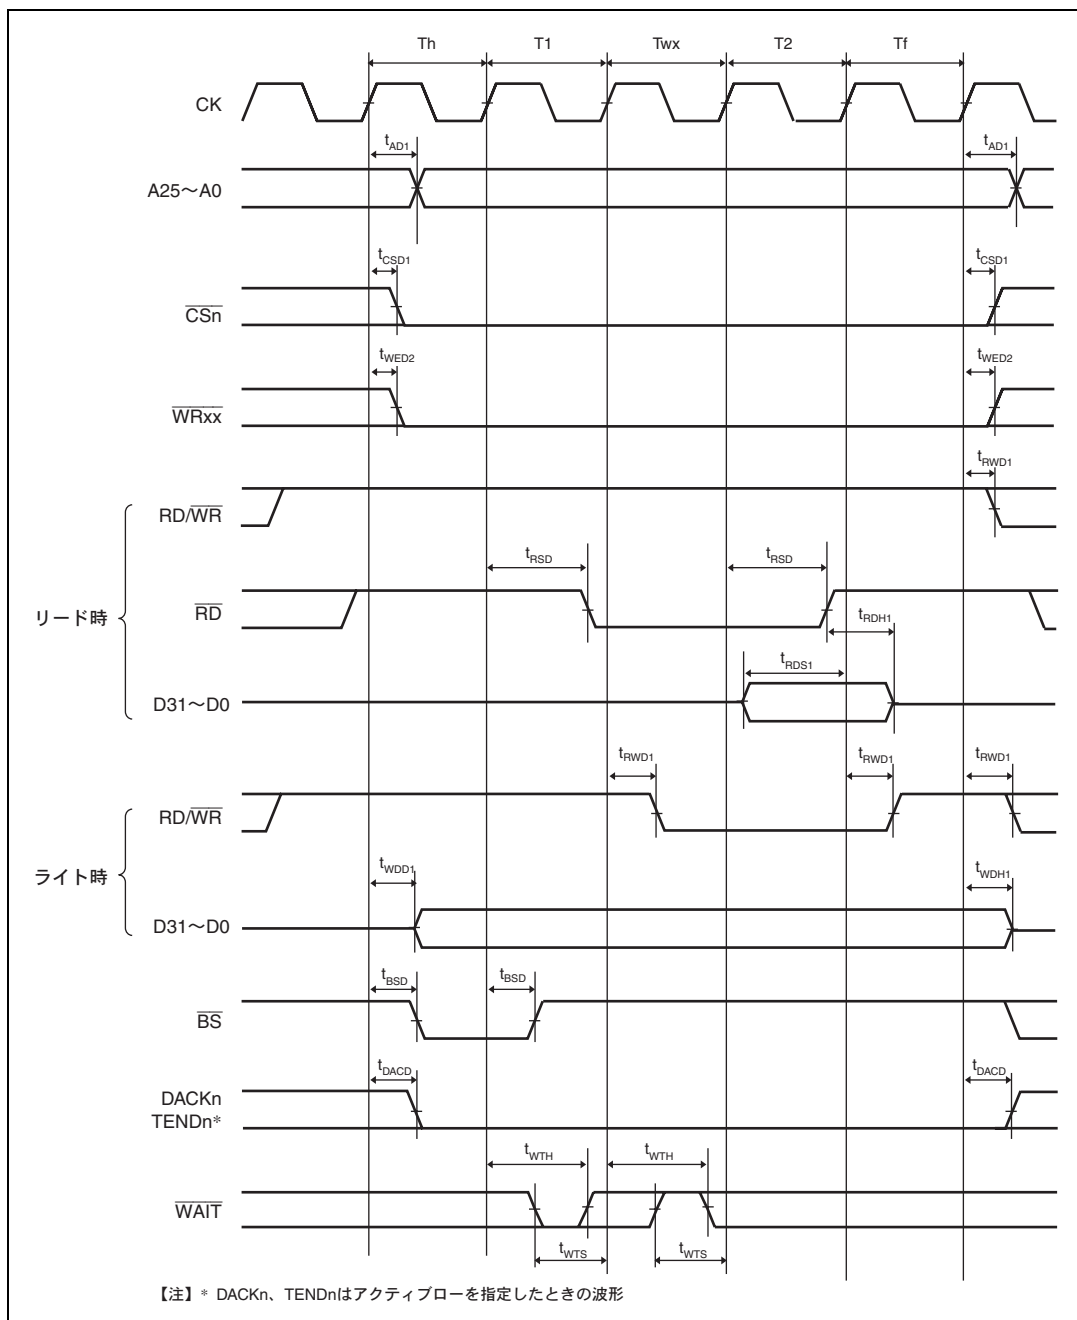 Th T1 Twx T2 Tf
CK
tAD1 tAD1
A25～A0
tCSD1 tCSD1
CSn
tWED2 tWED2
WRxx
tRWD1
RD/WR
tRSD tRSD
リード時
RD
tRDH1
tRDS1
D31～D0
tRWD1 tRWD1 tRWD1
RD/WR
ライト時
tWDD1 tWDH1
D31～D0
tBSD tBSD
BS
tDACD tDACD
DACKn
TENDn*
tWTH tWTH
WAIT
tWTS tWTS
【注】* DACKn、TENDnはアクティブローを指定したときの波形